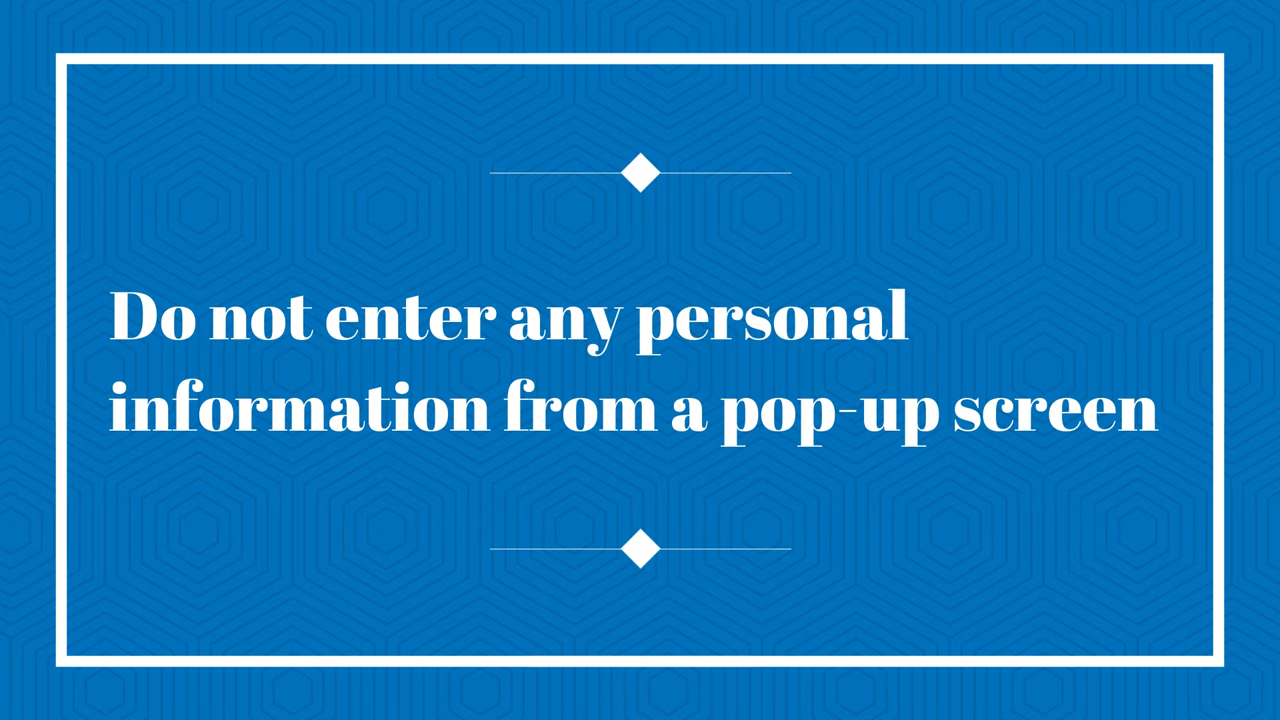 Do not enter any personal
information from a pop-up screen